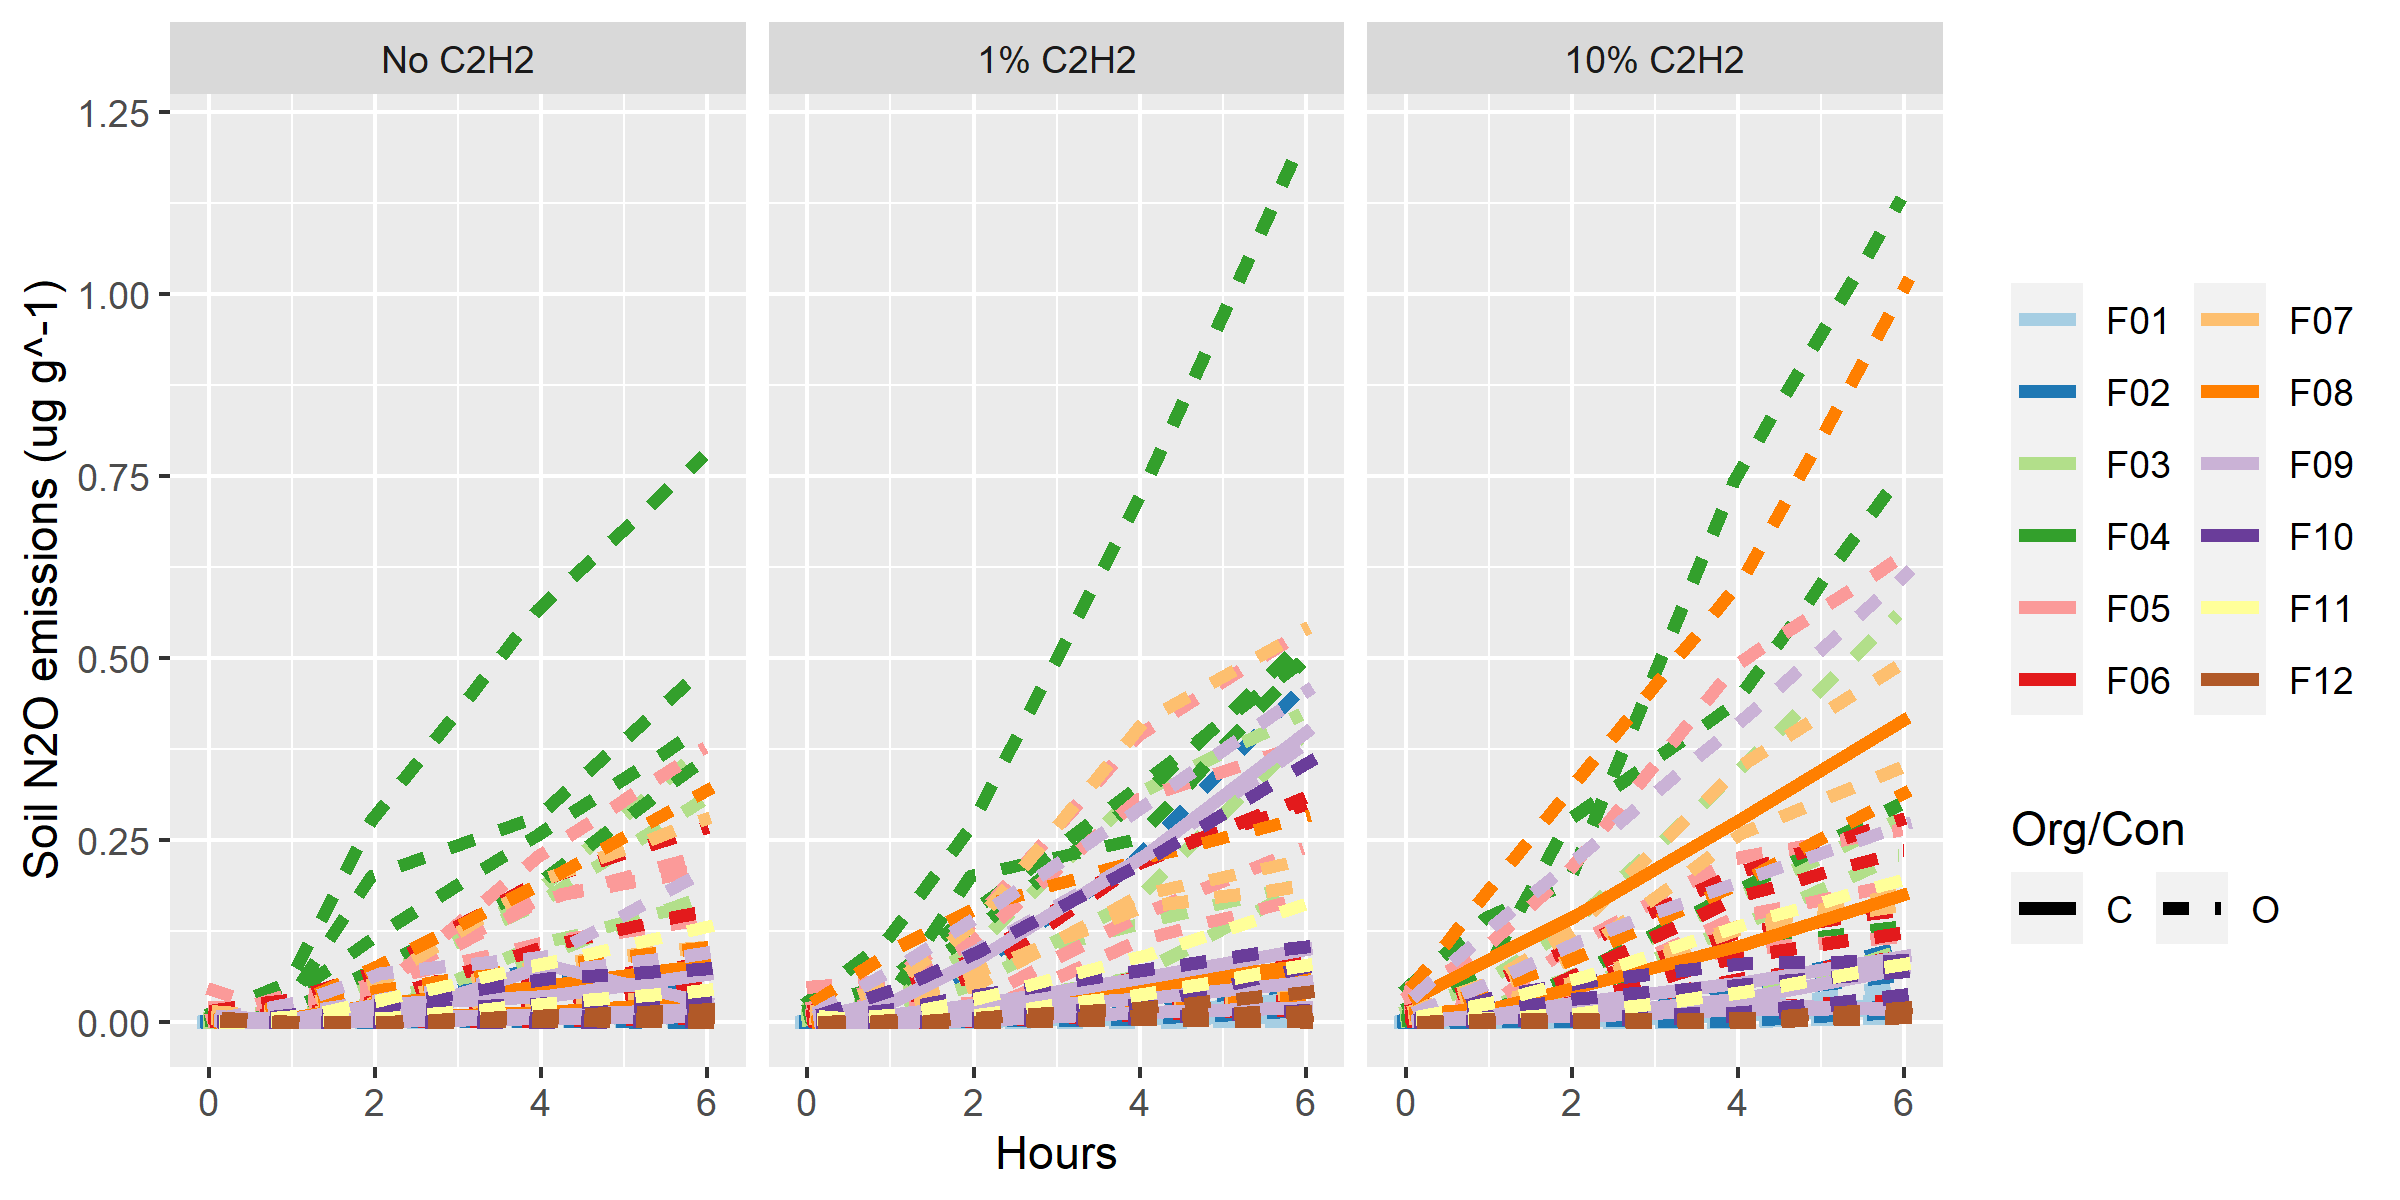 No C2H2
1% C2H2
10% C2H2
Soil N2O emissions (ug g^-1)
1.25
1.00
0.75
0.50
0.25
0.00
0 2 4 6
0 2 4 6
0 2 4 6
Hours
F01 F07
F02 F08
F03 F09
F04 F10
F05 F11
F06 F12
Org/Con
C O